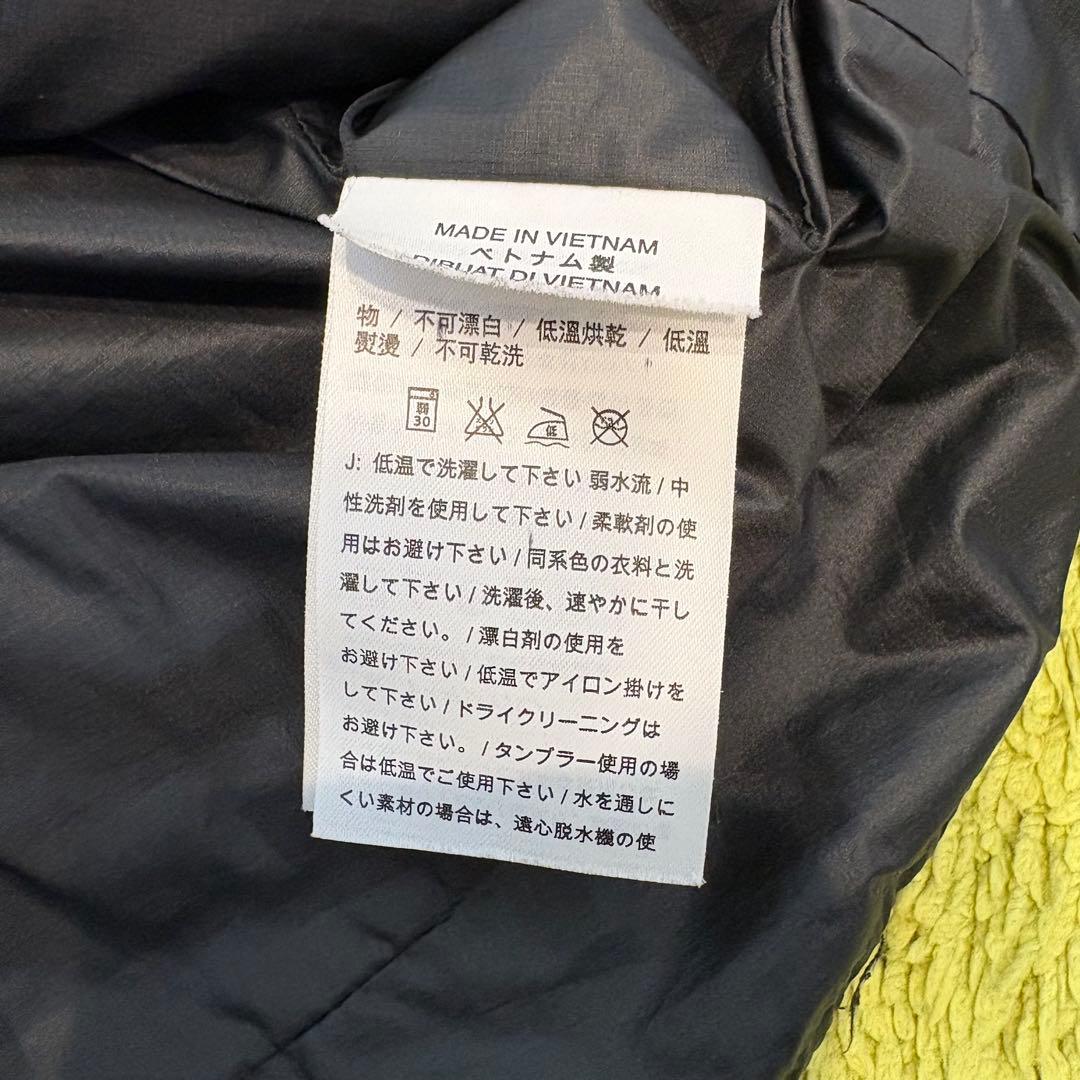 MADE IN VIETNAM
ベトナム製
DIBUAT DI VIETNAM
物 / 不可漂白 / 低溫烘乾 / 低溫
熨燙 / 不可乾洗
弱 30 低
J: 低温で洗濯して下さい 弱水流 / 中
性洗剤を使用して下さい / 柔軟剤の使
用はお避け下さい / 同系色の衣料と洗
濯して下さい / 洗濯後、速やかに干し
てください。 / 漂白剤の使用を
お避け下さい / 低温でアイロン掛けを
して下さい / ドライクリーニングは
お避け下さい。 / タンブラー使用の場
合は低温でご使用下さい / 水を通しに
くい素材の場合は、遠心脱水機の使